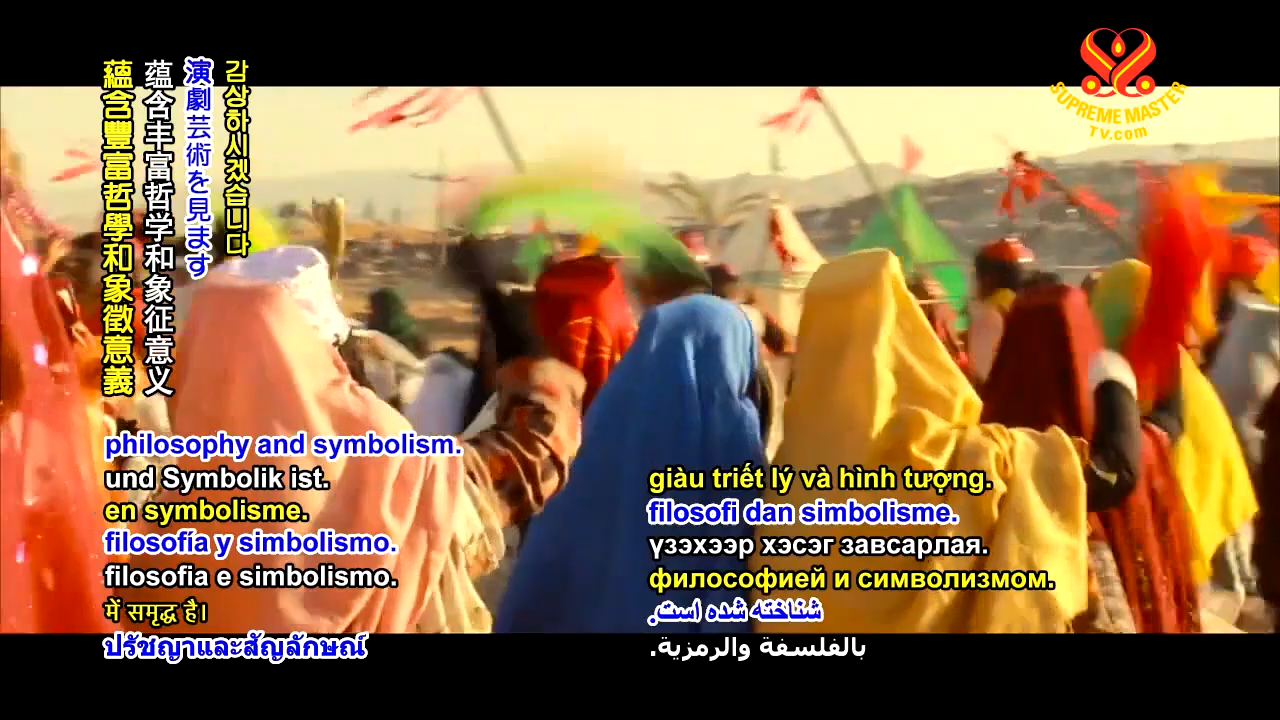 蘊含豐富哲學和象徵意義
蕴含丰富哲学和象征意义
演劇芸術を見ます
감상하시겠습니다
SUPREME MASTER
TV.com
philosophy and symbolism.
und Symbolik ist.
en symbolisme.
filosofía y simbolismo.
filosofia e simbolismo.
में समृद्ध है।
ปรัชญาและสัญลักษณ์
giàu triết lý và hình tượng.
filosofi dan simbolisme.
үзэхээр хэсэг завсарлая.
философией и символизмом.
شناخته شده است.
بالفلسفة والرمزية.